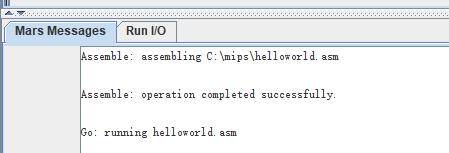 Mars Messages Run I/O
Assemble: assembling C:\mips\helloworld.asm
Assemble: operation completed successfully.
Go: running helloworld.asm